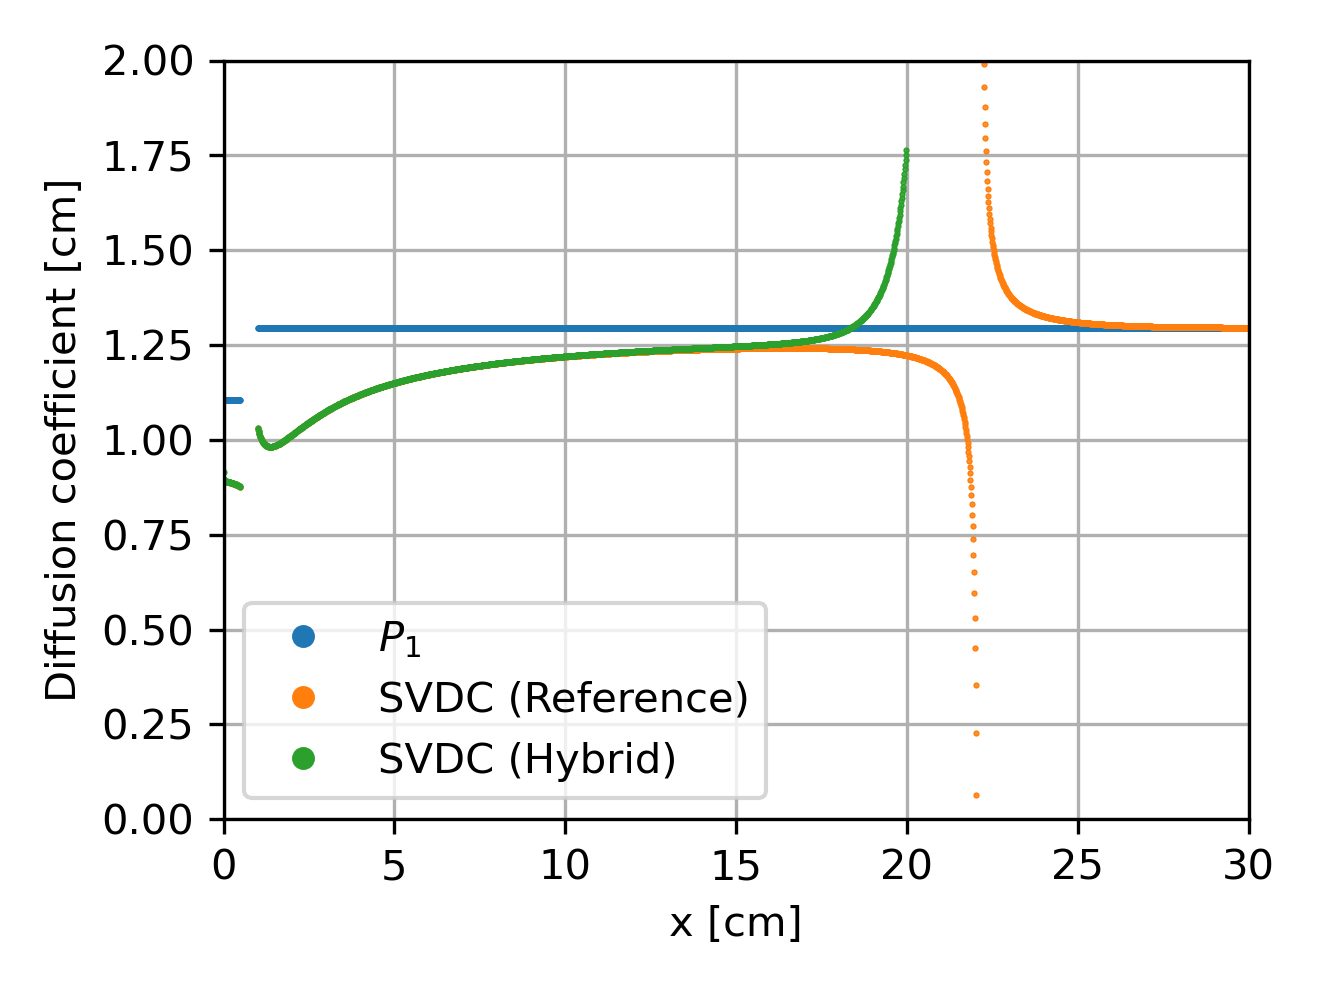 2.00
1.75
1.50
1.25
1.00
0.75
0.50
0.25
0.00
Diffusion coefficient [cm]
P₁
SVDC (Reference)
SVDC (Hybrid)
0 5 10 15 20 25 30
x [cm]